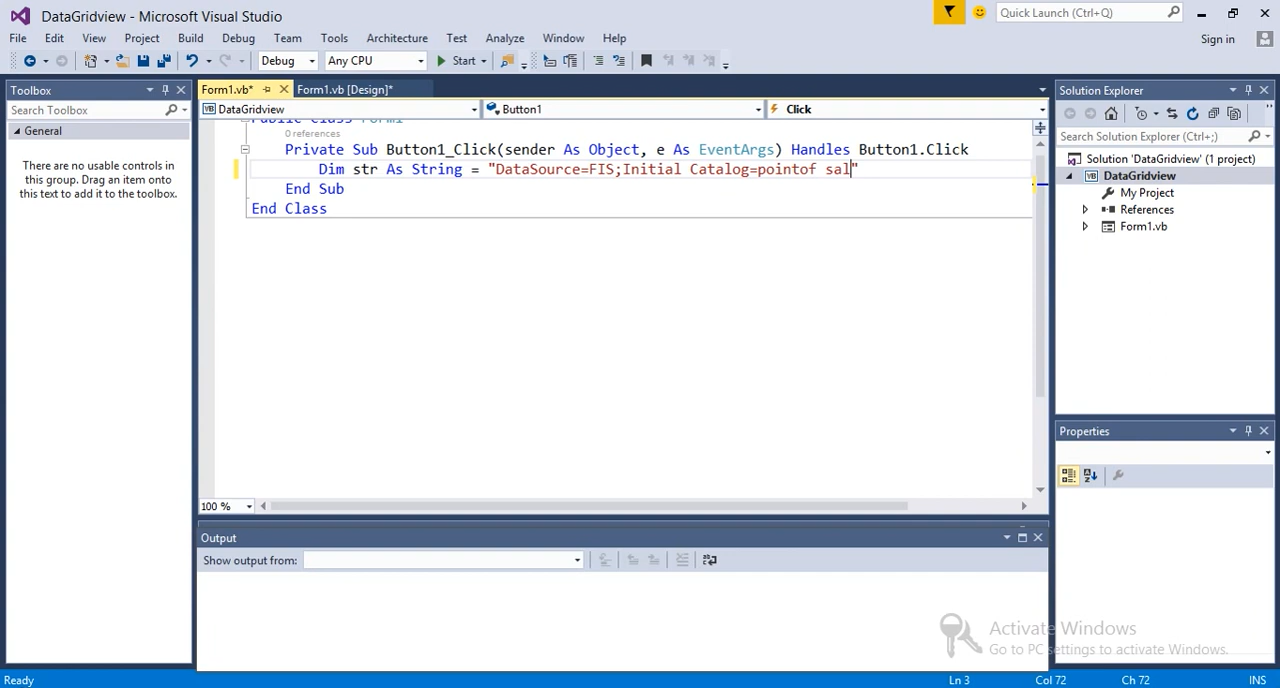 DataGridview - Microsoft Visual Studio
Quick Launch (Ctrl+Q)
File Edit View Project Build Debug Team Tools Architecture Test Analyze Window Help
Sign in
Debug Any CPU Start
Toolbox
Search Toolbox
General
There are no usable controls in
this group. Drag an item onto
this text to add it to the toolbox.
Form1.vb* Form1.vb [Design]*
DataGridview Button1 Click
Public Class Form1
0 references
Private Sub Button1_Click(sender As Object, e As EventArgs) Handles Button1.Click
Dim str As String = "DataSource=FIS;Initial Catalog=pointof sal"
End Sub
End Class
100 %
Output
Show output from:
Solution Explorer
Search Solution Explorer (Ctrl+;)
Solution 'DataGridview' (1 project)
DataGridview
My Project
References
Form1.vb
Properties
Activate Windows
Go to PC settings to activate Windows.
Ready
Ln 3 Col 72 Ch 72 INS